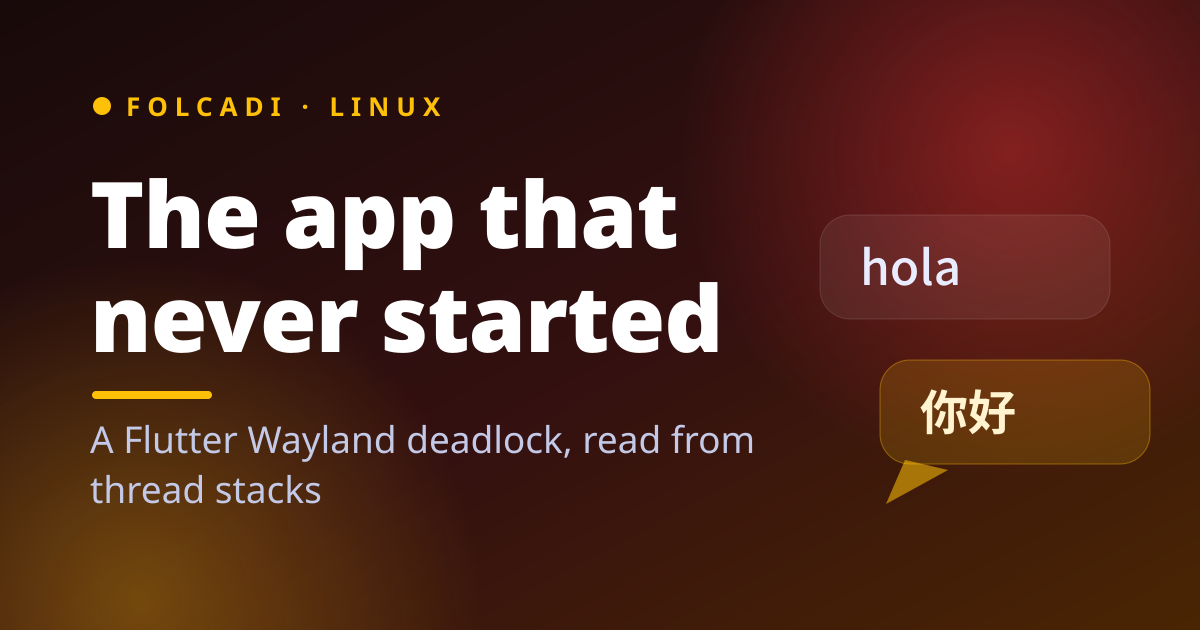 FOLCADI · LINUX
The app that
never started
A Flutter Wayland deadlock, read from
thread stacks
hola
你好